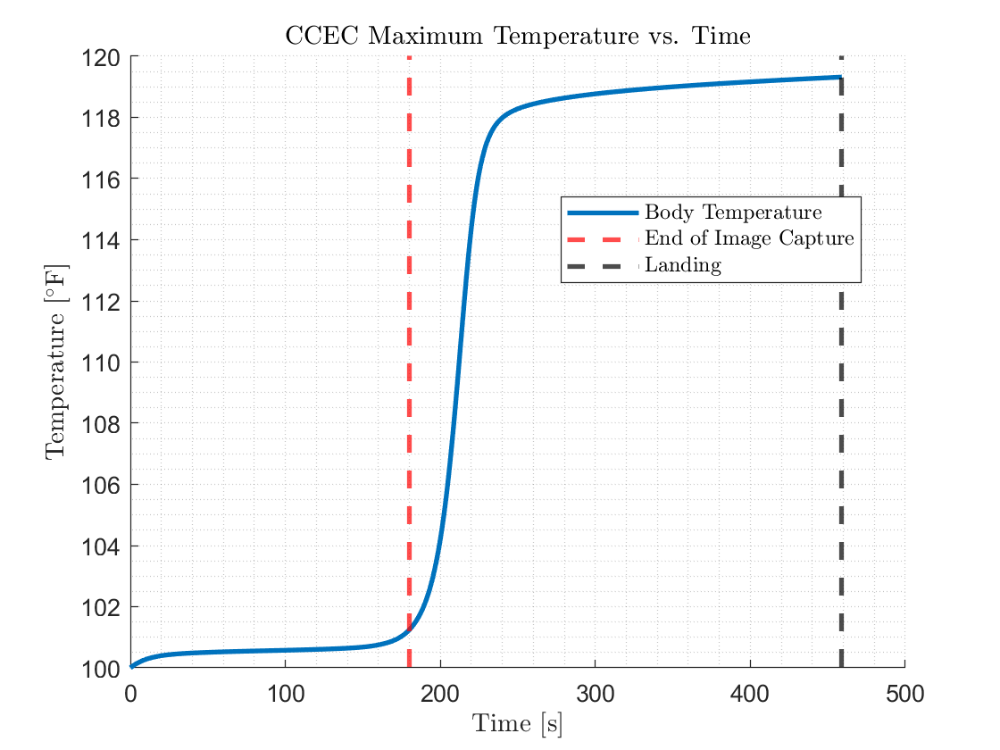 CCEC Maximum Temperature vs. Time
120
118
116
114
112
110
108
106
104
102
100
Temperature [°F]
Body Temperature
End of Image Capture
Landing
0 100 200 300 400 500
Time [s]